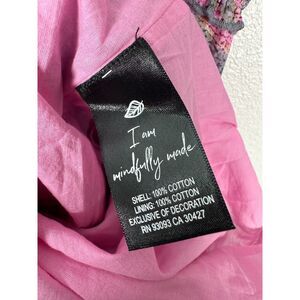 I am
mindfully made
SHELL: 100% COTTON
LINING: 100% COTTON
EXCLUSIVE OF DECORATION
RN 93093 CA 30427